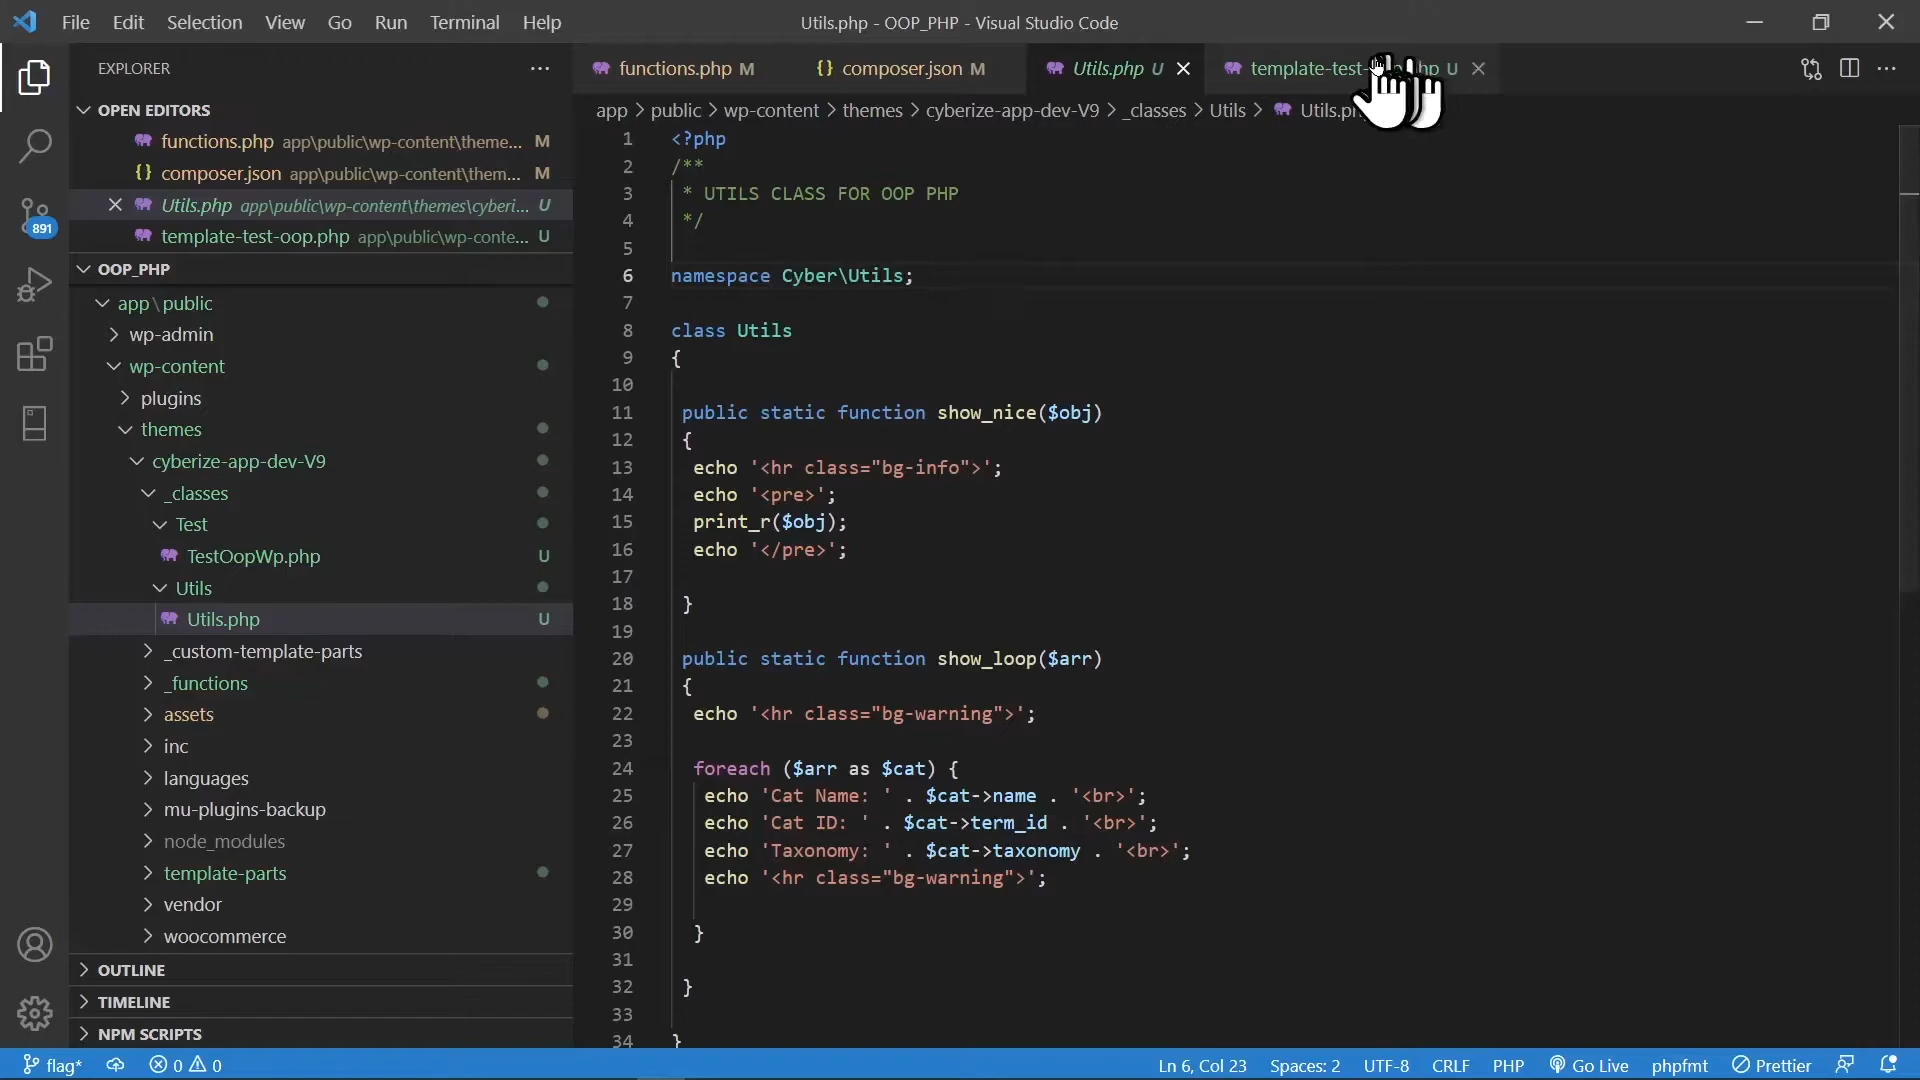 File Edit Selection View Go Run Terminal Help
Utils.php - OOP_PHP - Visual Studio Code
EXPLORER
OPEN EDITORS
functions.php app\public\wp-content\theme... M
composer.json app\public\wp-content\them... M
Utils.php app\public\wp-content\themes\cyberi... U
template-test-oop.php app\public\wp-conte... U
OOP_PHP
app\public
wp-admin
wp-content
plugins
themes
cyberize-app-dev-V9
_classes
Test
TestOopWp.php U
Utils
Utils.php U
_custom-template-parts
_functions
assets
inc
languages
mu-plugins-backup
node_modules
template-parts
vendor
woocommerce
OUTLINE
TIMELINE
NPM SCRIPTS
891
functions.php M {} composer.json M Utils.php U template-test- U
app > public > wp-content > themes > cyberize-app-dev-V9 > _classes > Utils >
1 <?php
2 /**
3 * UTILS CLASS FOR OOP PHP
4 */
5
6 namespace Cyber\Utils;
7
8 class Utils
9 {
10
11 public static function show_nice($obj)
12 {
13 echo '<hr class="bg-info">';
14 echo '<pre>';
15 print_r($obj);
16 echo '</pre>';
17
18 }
19
20 public static function show_loop($arr)
21 {
22 echo '<hr class="bg-warning">';
23
24 foreach ($arr as $cat) {
25 echo 'Cat Name: ' . $cat->name . '<br>';
26 echo 'Cat ID: ' . $cat->term_id . '<br>';
27 echo 'Taxonomy: ' . $cat->taxonomy . '<br>';
28 echo '<hr class="bg-warning">';
29
30 }
31
32 }
33
34 }
flag* 0 0 Ln 6, Col 23 Spaces: 2 UTF-8 CRLF PHP Go Live phpfmt Prettier